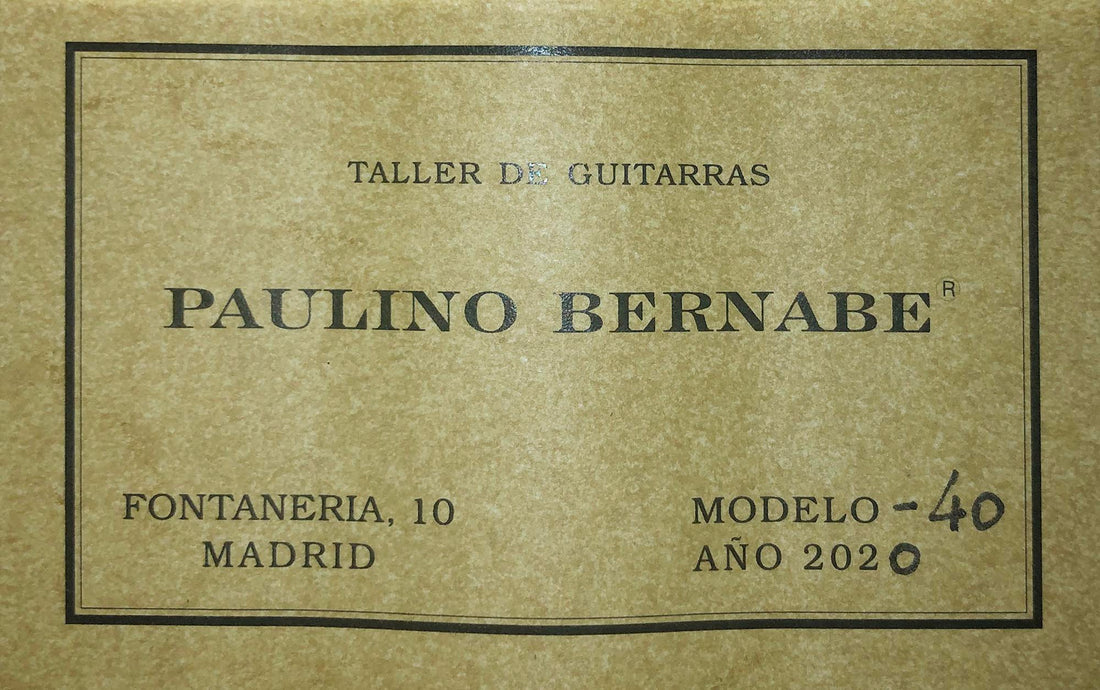 TALLER DE GUITARRAS
PAULINO BERNABE®
FONTANERIA, 10
MADRID
MODELO -40
AÑO 2020